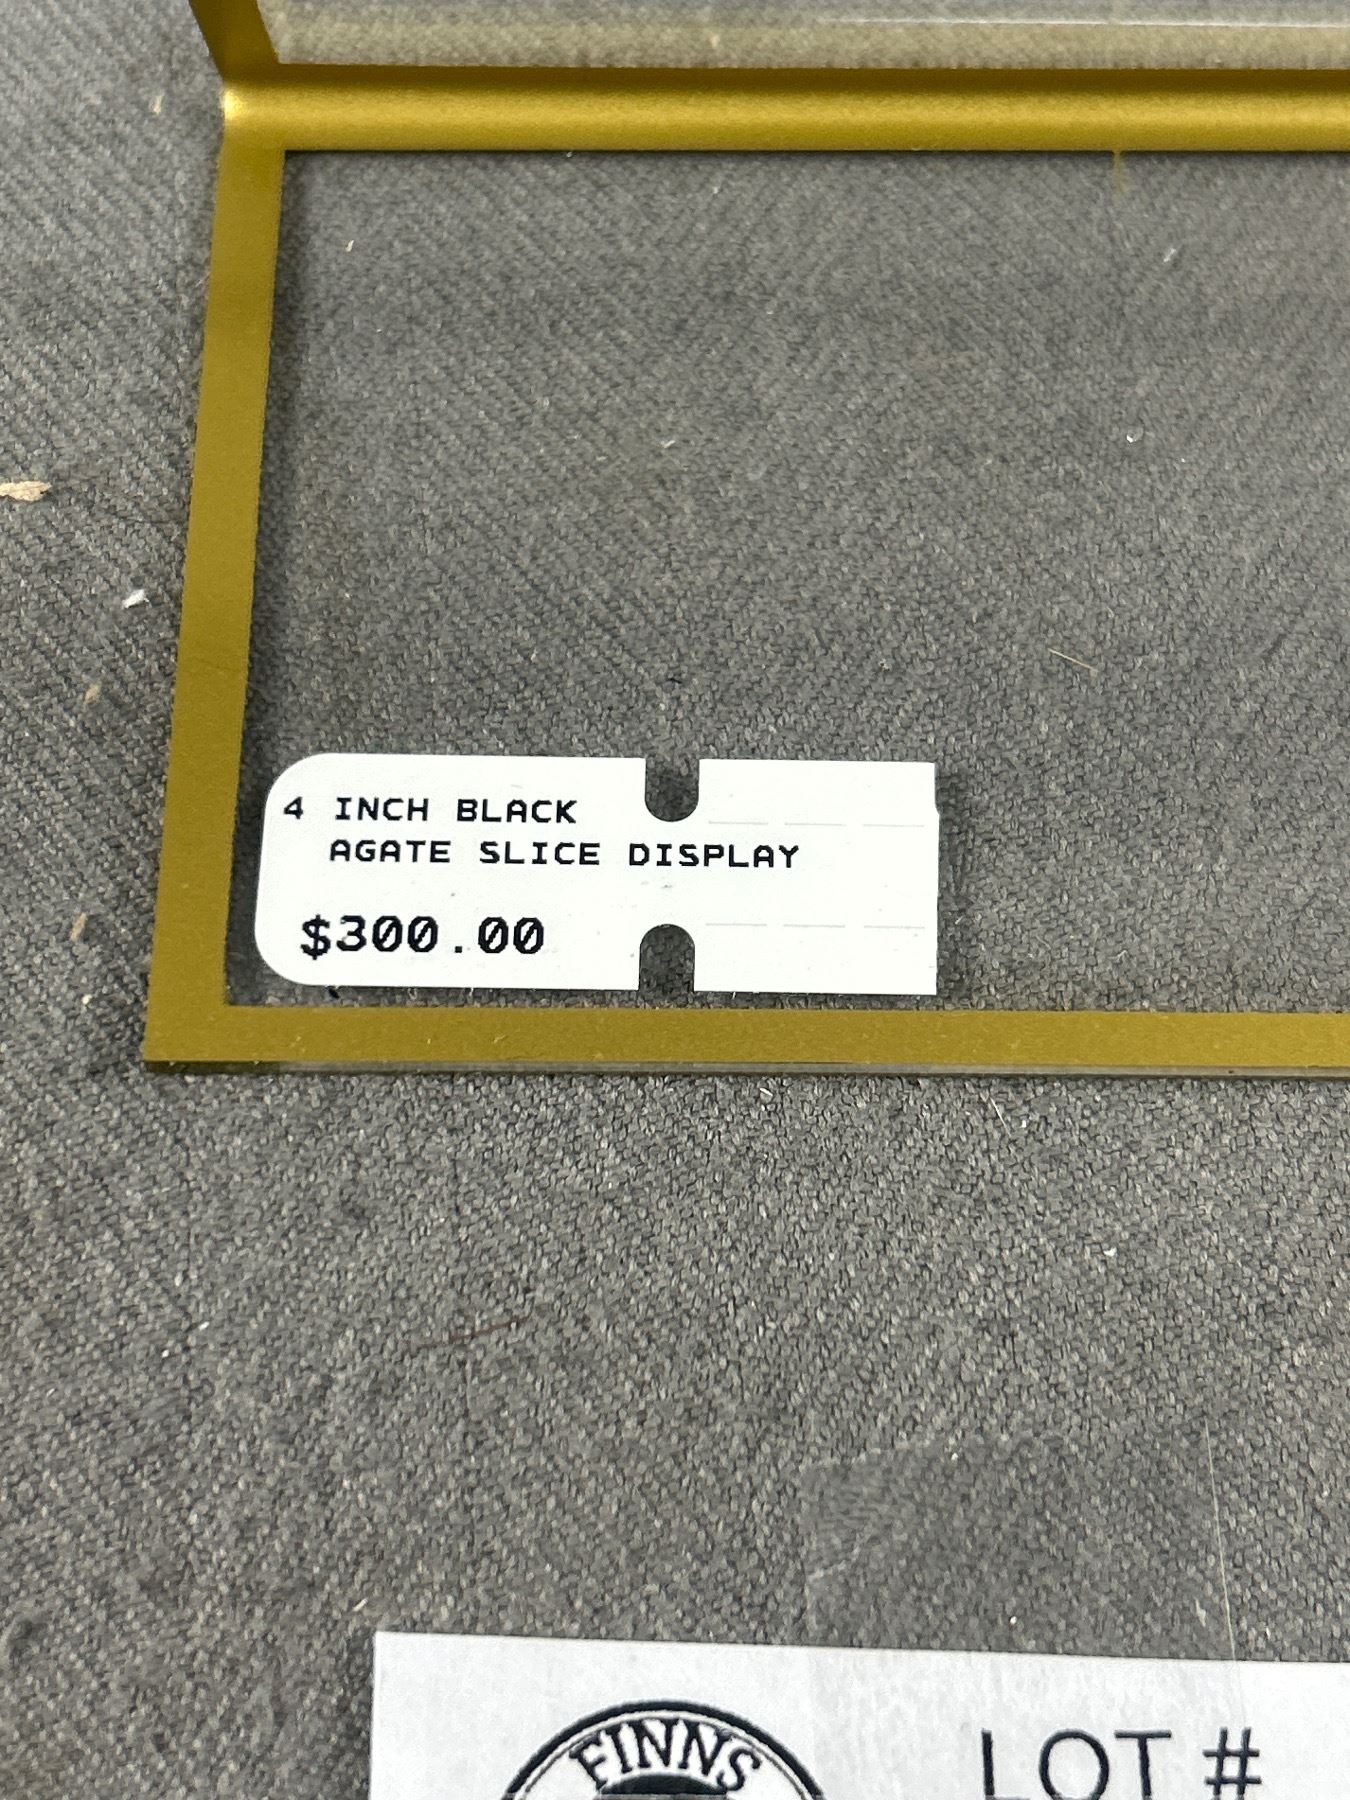 4 INCH BLACK
AGATE SLICE DISPLAY
$300.00
FINNS
LOT #